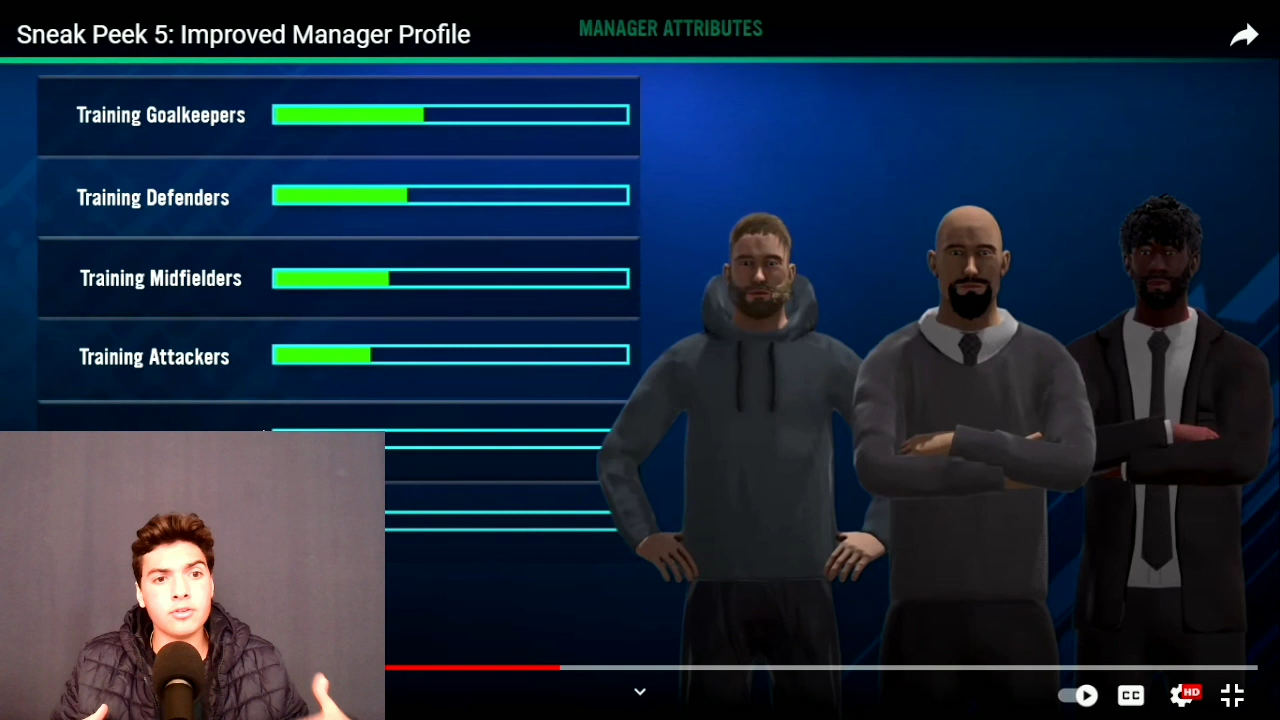 Sneak Peek 5: Improved Manager Profile
MANAGER ATTRIBUTES
Training Goalkeepers
Training Defenders
Training Midfielders
Training Attackers
CC
HD